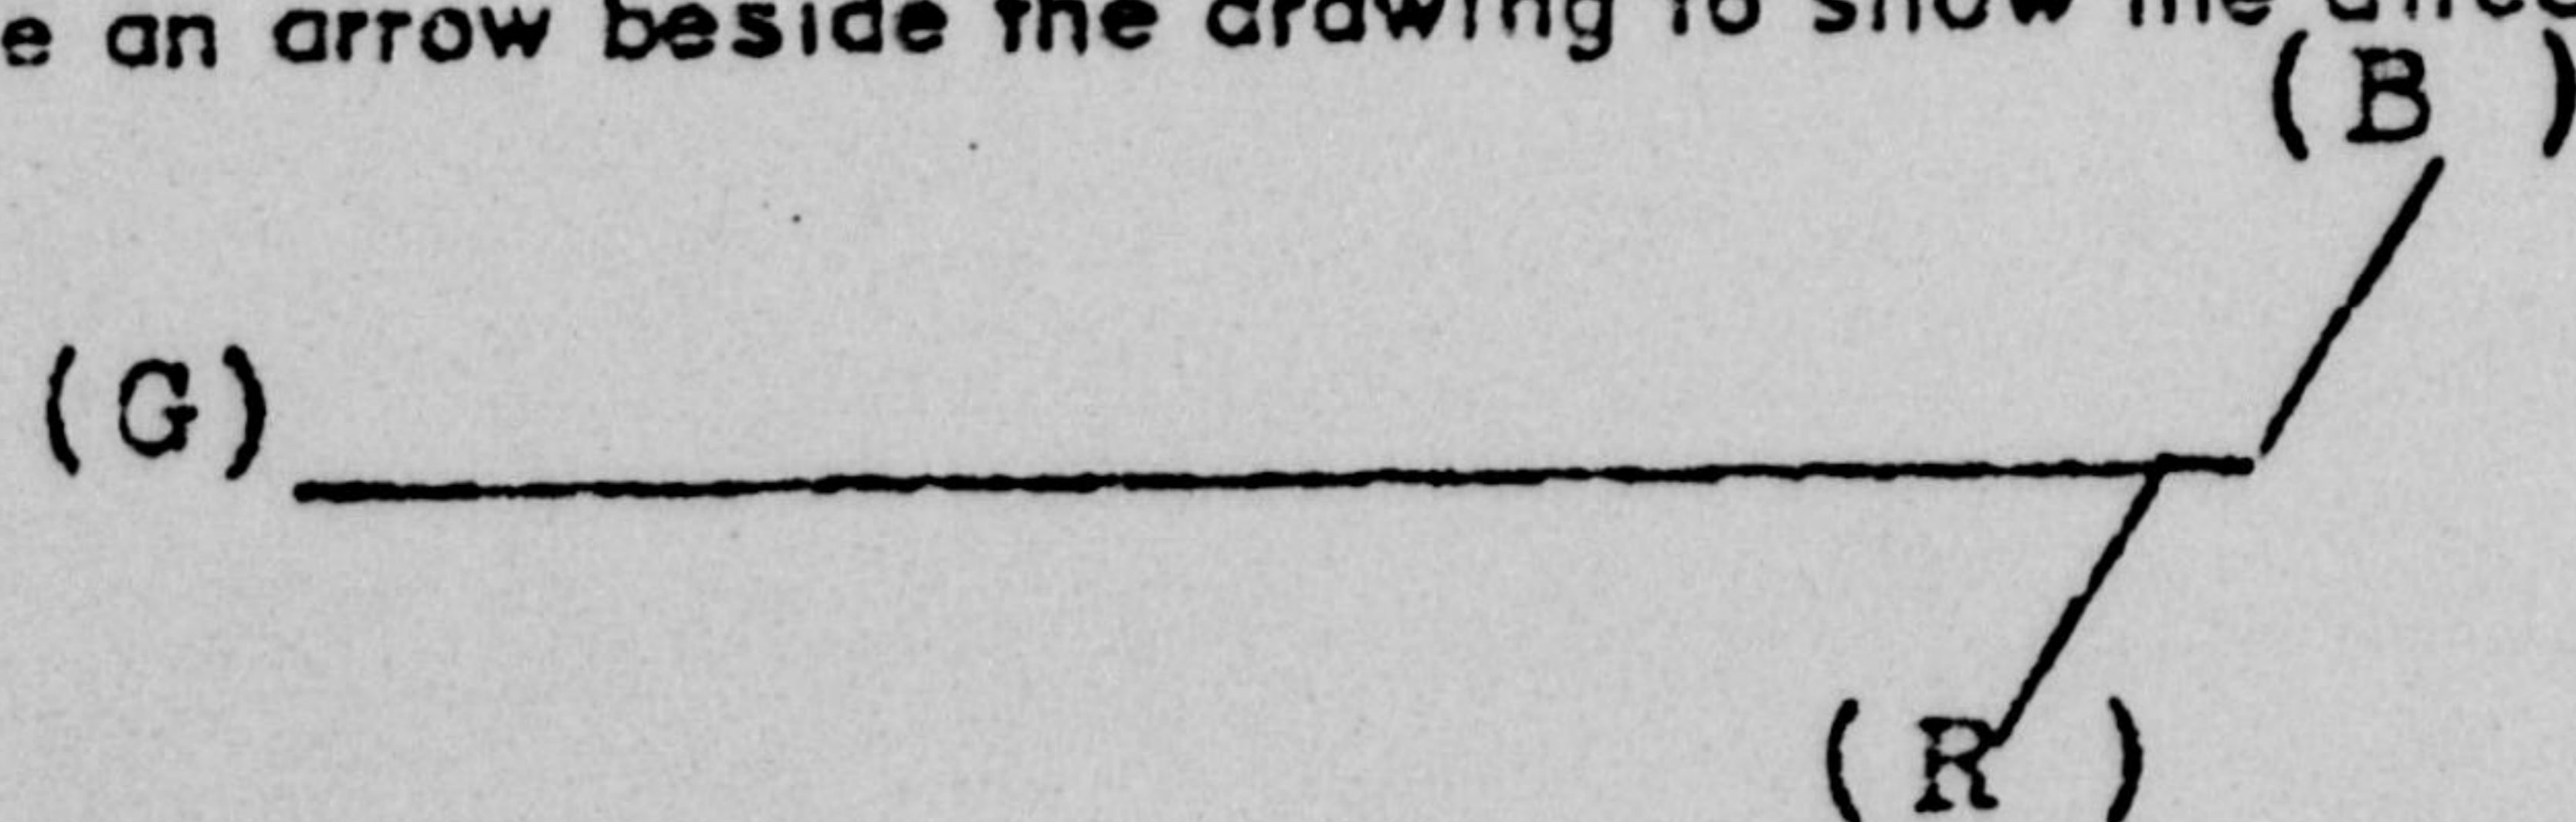 e an arrow beside the drawing to show the
(B )
(G)
(R )